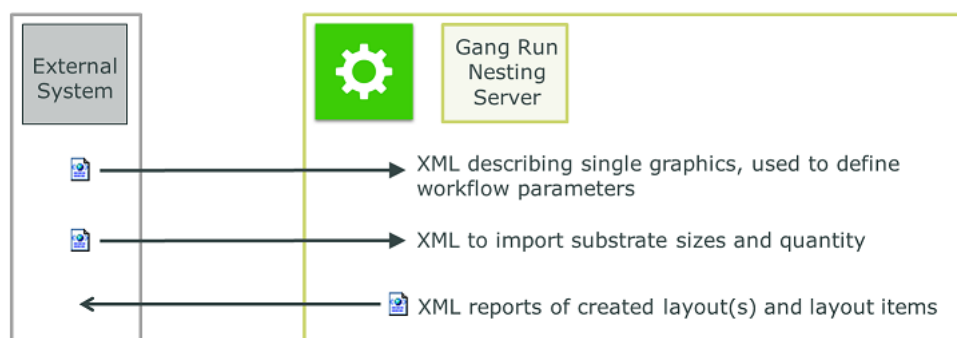 External
System
Gang Run
Nesting
Server
XML describing single graphics, used to define
workflow parameters
XML to import substrate sizes and quantity
XML reports of created layout(s) and layout items